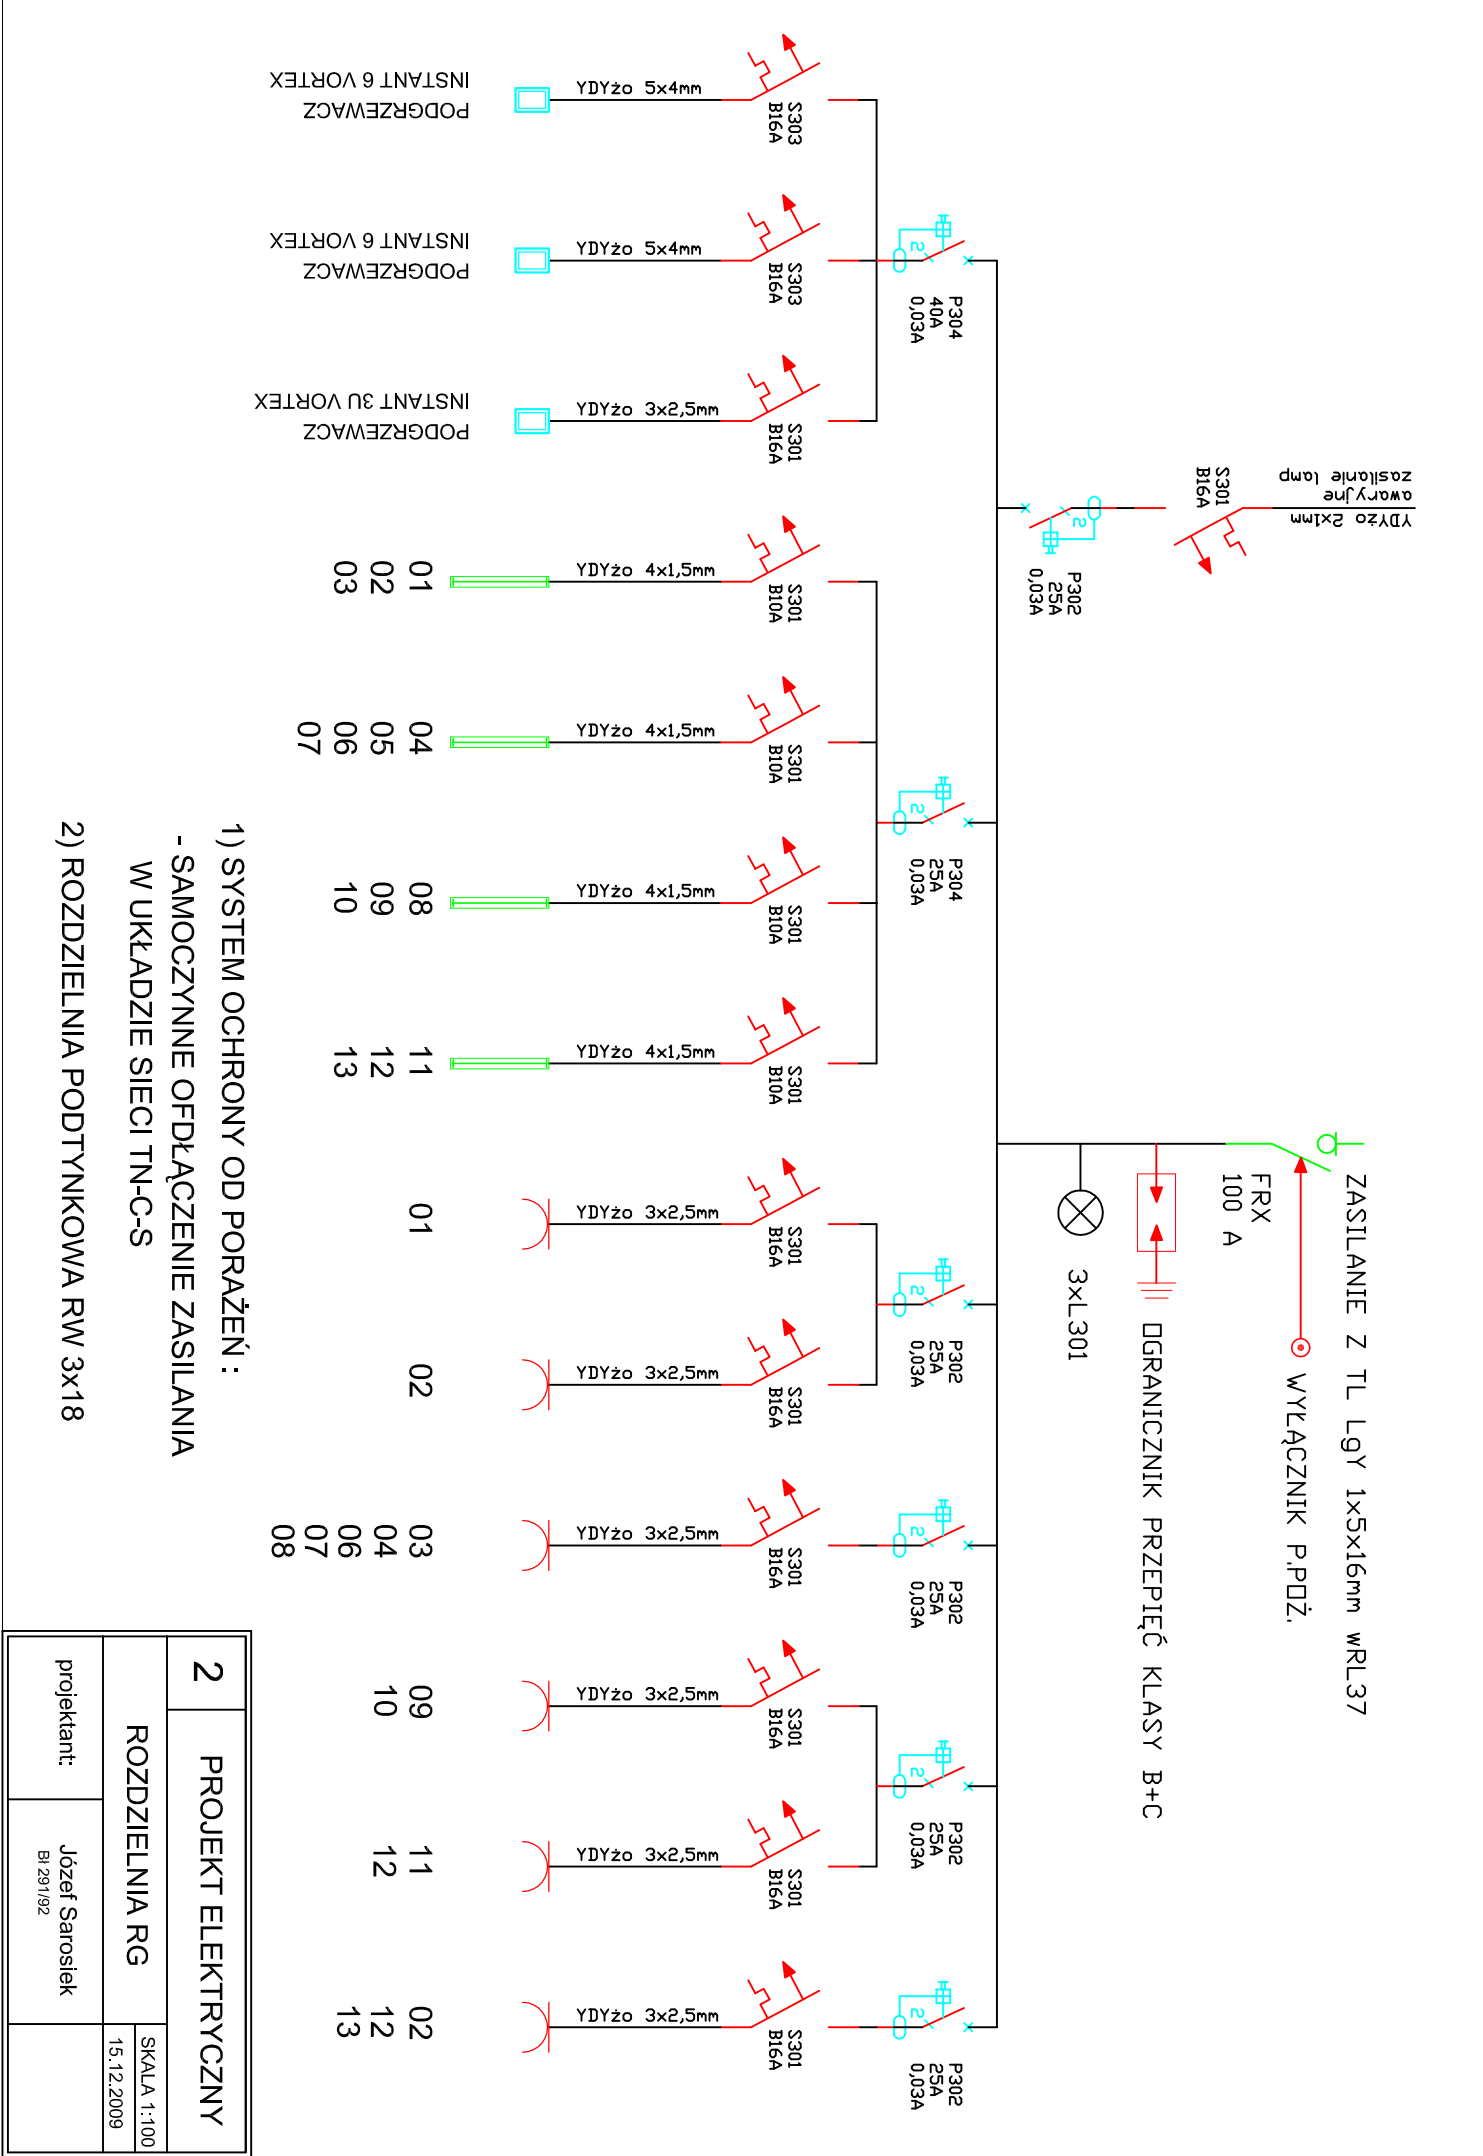 ZASILANIE Z TL LgY 1x5x16mm wRL37
WYŁĄCZNIK P.POŻ.
FRX
100 A
OGRANICZNIK PRZEPIĘĆ KLASY B+C
3xL301
YDYżo 2x1mm
awaryjne
zasilanie lamp
S301
B16A
P302
25A
0,03A
P304
40A
0,03A
P304
25A
0,03A
P302
25A
0,03A
P302
25A
0,03A
P302
25A
0,03A
P302
25A
0,03A
S303
B16A
S303
B16A
S301
B16A
S301
B10A
S301
B10A
S301
B10A
S301
B10A
S301
B16A
S301
B16A
S301
B16A
S301
B16A
S301
B16A
S301
B16A
YDYżo 5x4mm
YDYżo 5x4mm
YDYżo 3x2,5mm
YDYżo 4x1,5mm
YDYżo 4x1,5mm
YDYżo 4x1,5mm
YDYżo 4x1,5mm
YDYżo 3x2,5mm
YDYżo 3x2,5mm
YDYżo 3x2,5mm
YDYżo 3x2,5mm
YDYżo 3x2,5mm
YDYżo 3x2,5mm
PODGRZEWACZ
INSTANT 6 VORTEX
PODGRZEWACZ
INSTANT 6 VORTEX
PODGRZEWACZ
INSTANT 3U VORTEX
01
02
03
04
05
06
07
08
09
10
11
12
13
01
02
03
04
06
07
08
09
10
11
12
02
12
13
1) SYSTEM OCHRONY OD PORAŻEŃ :
- SAMOCZYNNE OFDŁĄCZENIE ZASILANIA
W UKŁADZIE SIECI TN-C-S
2) ROZDZIELNIA PODTYNKOWA RW 3x18
2
PROJEKT ELEKTRYCZNY
ROZDZIELNIA RG
SKALA 1:100
15.12.2009
projektant:
Józef Sarosiek
Bł 291/92